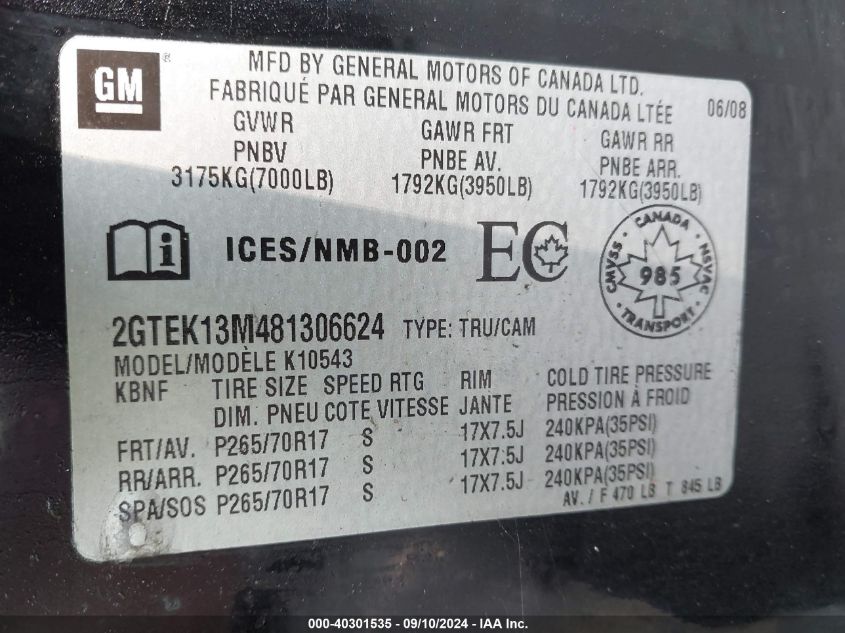 GM
MFD BY GENERAL MOTORS OF CANADA LTD.
FABRIQUÉ PAR GENERAL MOTORS DU CANADA LTÉE 06/08
GVWR GAWR FRT GAWR RR
PNBV PNBE AV. PNBE ARR.
3175KG(7000LB) 1792KG(3950LB) 1792KG(3950LB)
i ICES/NMB-002 EC
CANADA
CMVSS 985 NSVAC
TRANSPORT
2GTEK13M481306624 TYPE: TRU/CAM
MODEL/MODÈLE K10543
KBNF TIRE SIZE SPEED RTG RIM COLD TIRE PRESSURE
DIM. PNEU COTE VITESSE JANTE PRESSION À FROID
FRT/AV. P265/70R17 S 17X7.5J 240KPA(35PSI)
RR/ARR. P265/70R17 S 17X7.5J 240KPA(35PSI)
SPA/SOS P265/70R17 S 17X7.5J 240KPA(35PSI)
AV. / F 470 LB T 845 LB
000-40301535 - 09/10/2024 - IAA Inc.